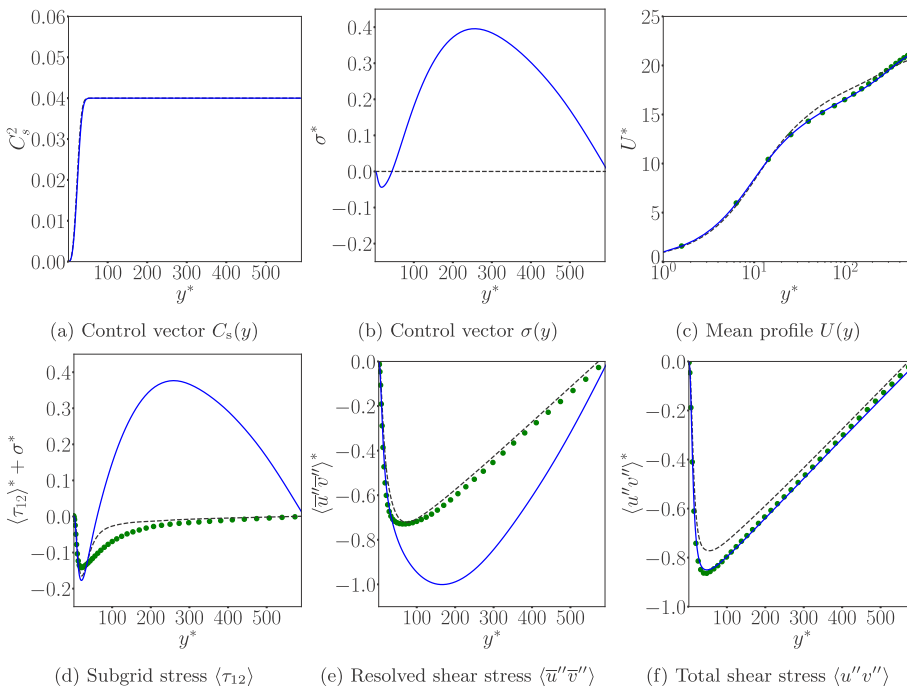 0.06
0.05
0.04
0.03
0.02
0.01
0.00
C_s^2
100 200 300 400 500
y*
(a) Control vector C_s(y)
0.4
0.3
0.2
0.1
0.0
−0.1
−0.2
σ*
100 200 300 400 500
y*
(b) Control vector σ(y)
25
20
15
10
5
0
U*
10^0 10^1 10^2
y*
(c) Mean profile U(y)
0.4
0.3
0.2
0.1
0.0
−0.1
−0.2
⟨τ_12⟩* + σ*
100 200 300 400 500
y*
(d) Subgrid stress ⟨τ_12⟩
0.0
−0.2
−0.4
−0.6
−0.8
−1.0
⟨u̅″v̅″⟩*
100 200 300 400 500
y*
(e) Resolved shear stress ⟨u̅″v̅″⟩
0.0
−0.2
−0.4
−0.6
−0.8
−1.0
⟨u″v″⟩*
100 200 300 400 500
y*
(f) Total shear stress ⟨u″v″⟩